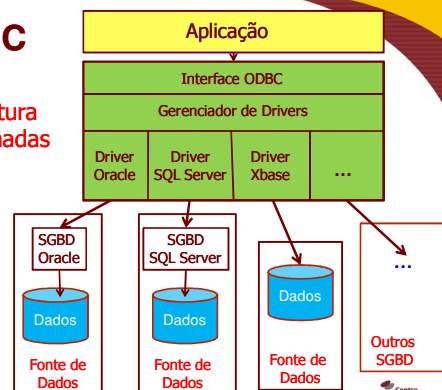 C
Aplicação
Interface ODBC
tura
nadas
Gerenciador de Drivers
Driver
Oracle
Driver
SQL Server
Driver
Xbase
...
SGBD
Oracle
SGBD
SQL Server
...
Dados
Dados
Dados
Fonte de
Dados
Fonte de
Dados
Fonte de
Dados
Outros
SGBD
Centro